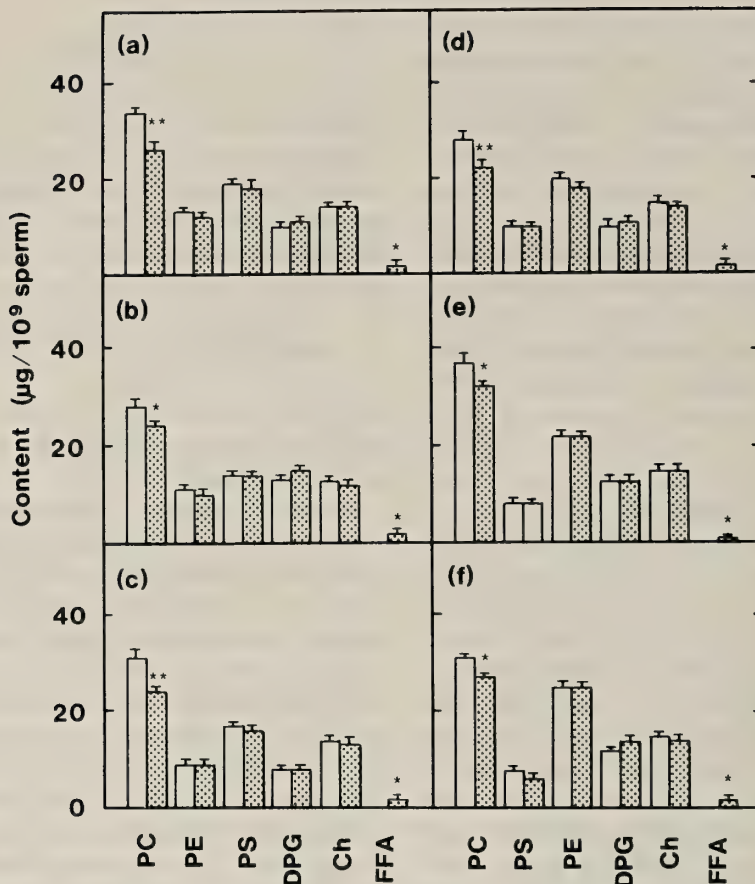 Content (µg/10⁹ sperm)
(a)
40
20
**
*
(b)
40
20
*
*
(c)
40
20
0
**
*
PC
PE
PS
DPG
Ch
FFA
(d)
**
*
(e)
*
*
(f)
*
*
PC
PS
PE
DPG
Ch
FFA